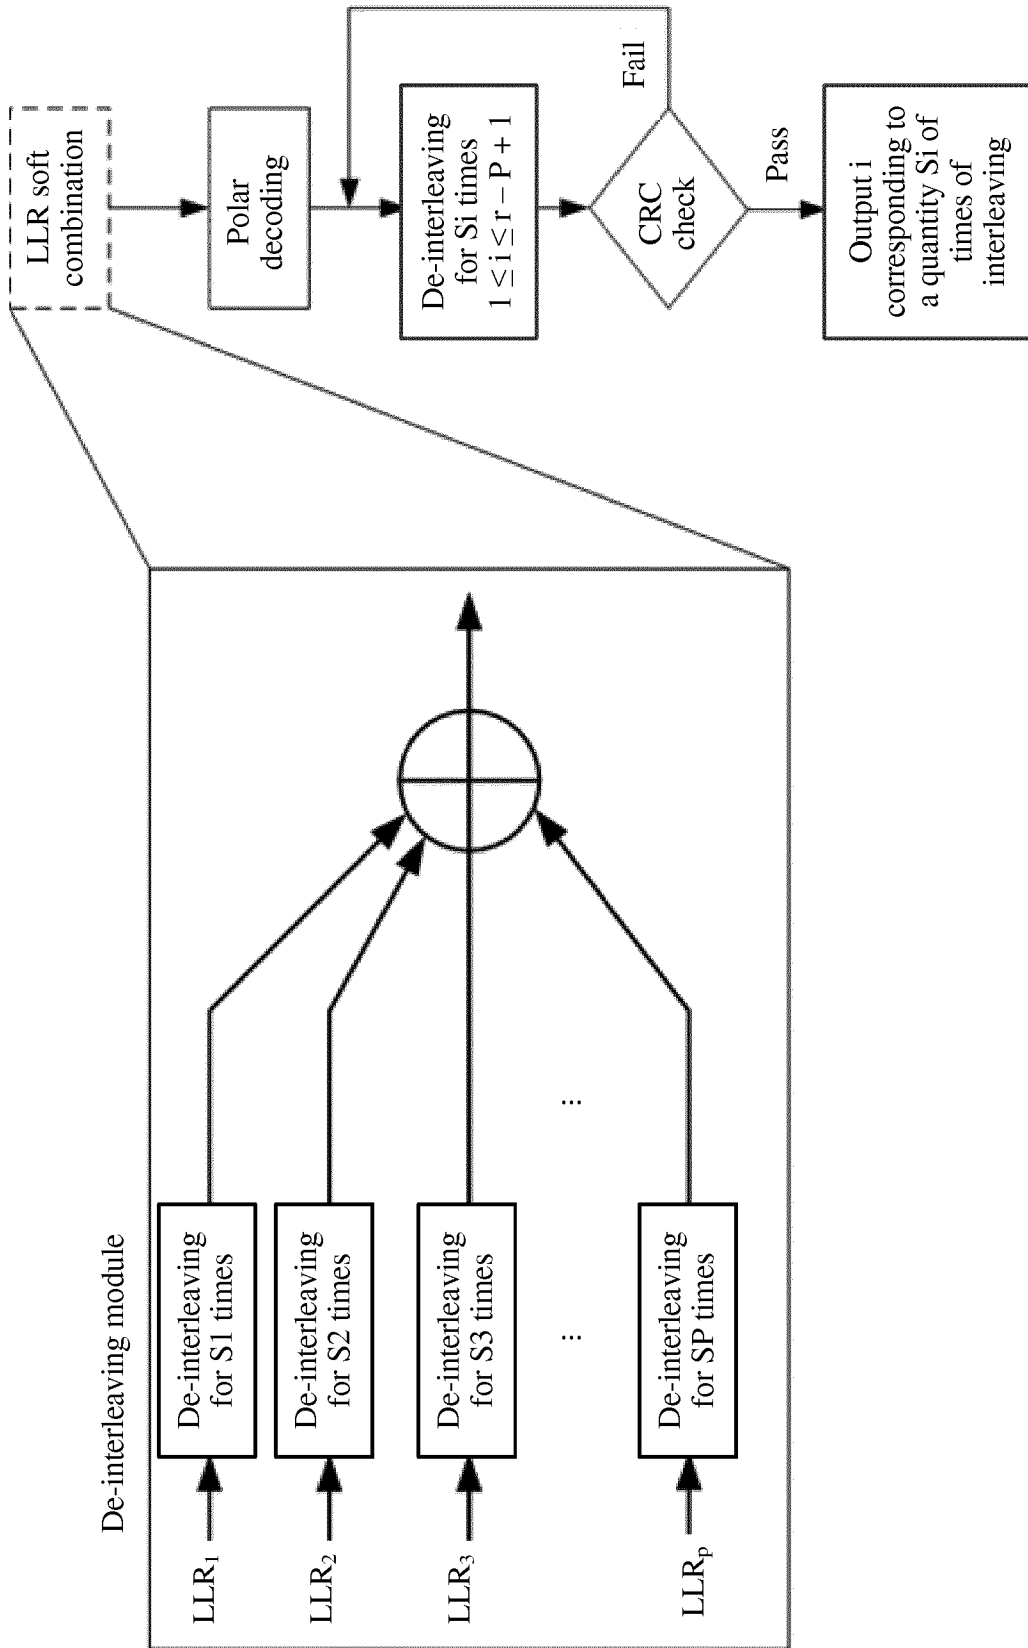 De-interleaving module
LLR1
De-interleaving
for S1 times
LLR2
De-interleaving
for S2 times
LLR3
De-interleaving
for S3 times
...
...
LLRp
De-interleaving
for SP times
LLR soft
combination
Polar
decoding
De-interleaving
for Si times
1 ≤ i ≤ r – P + 1
CRC
check
Fail
Pass
Output i
corresponding to
a quantity Si of
times of
interleaving